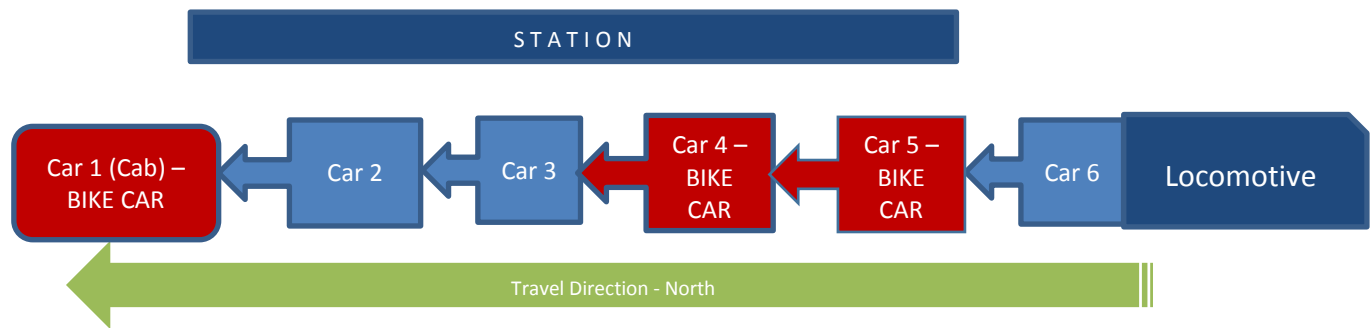 STATION
Car 1 (Cab) –
BIKE CAR
Car 2
Car 3
Car 4 –
BIKE
CAR
Car 5 –
BIKE
CAR
Car 6
Locomotive
Travel Direction - North